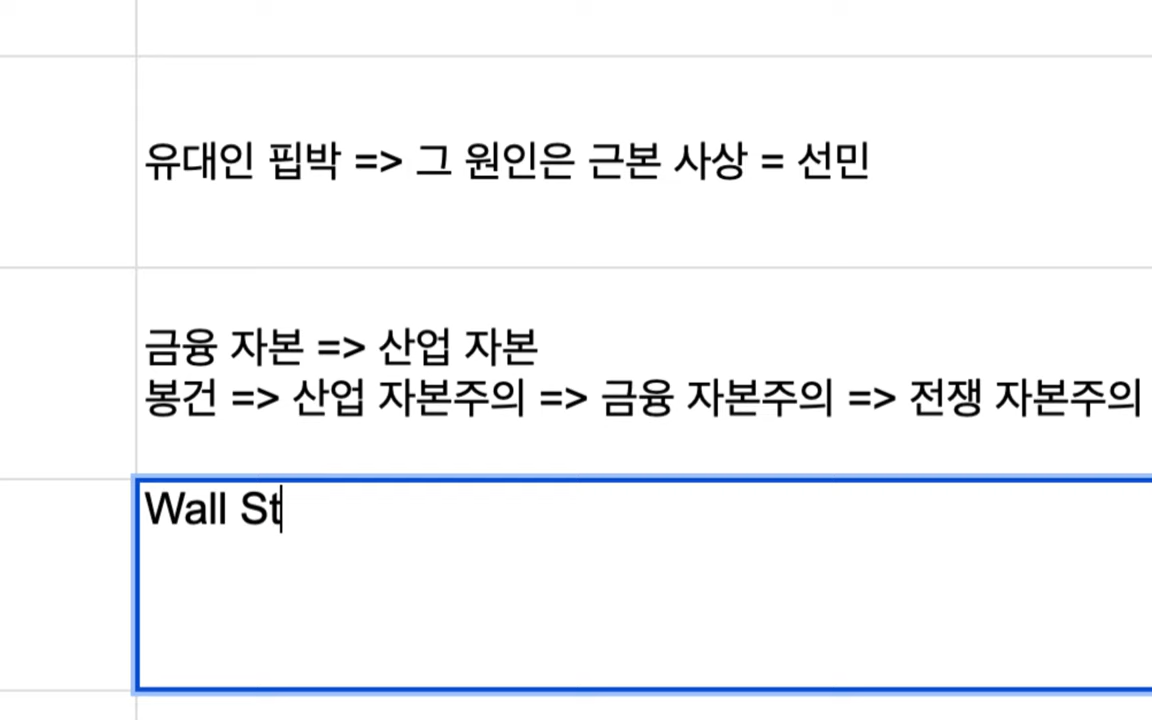 유대인 핍박 => 그 원인은 근본 사상 = 선민
금융 자본 => 산업 자본
봉건 => 산업 자본주의 => 금융 자본주의 => 전쟁 자본주의
Wall St